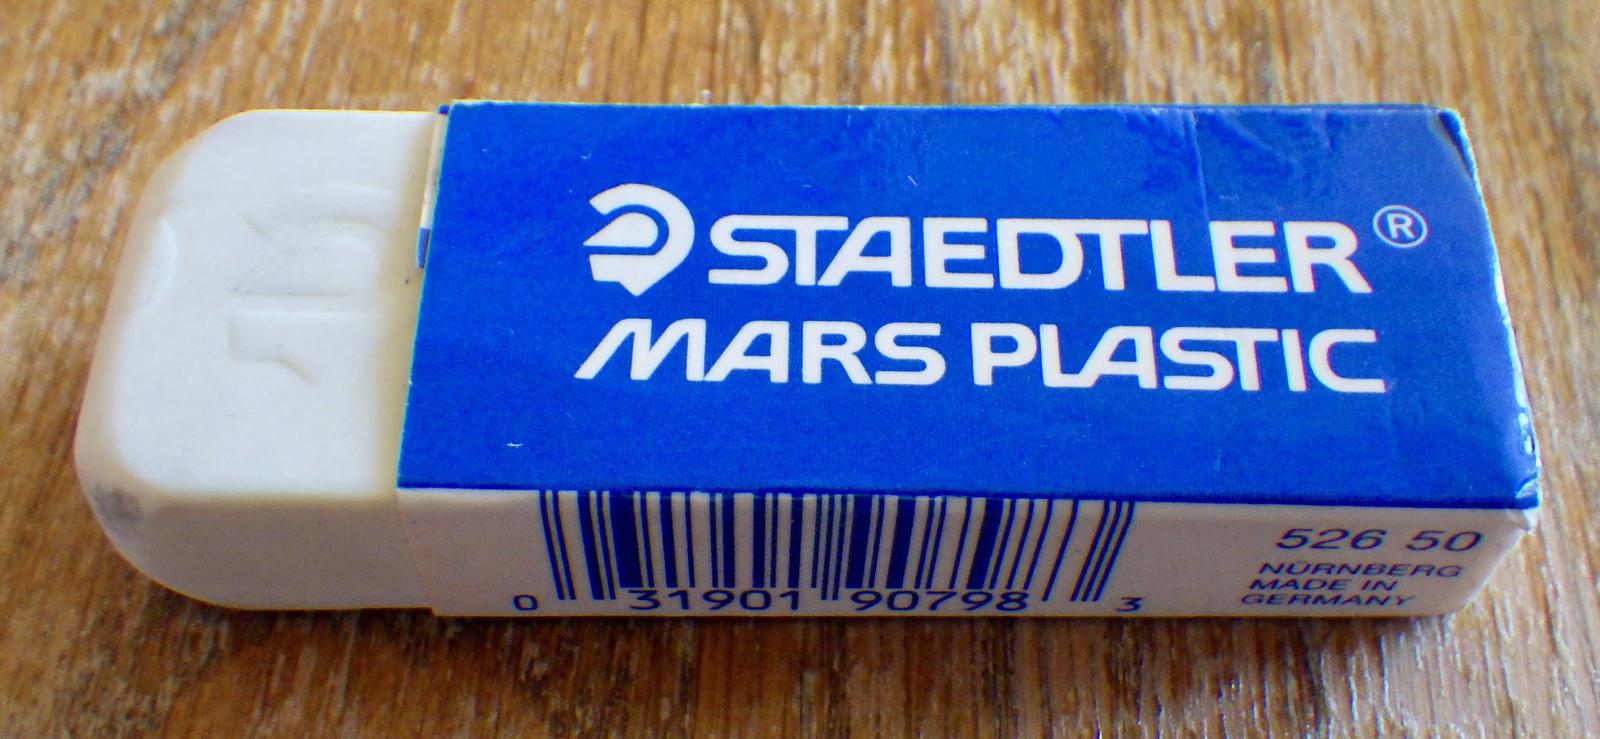 STAEDTLER®
MARS PLASTIC
0 31901 90798 3
526 50
NÜRNBERG
MADE IN
GERMANY